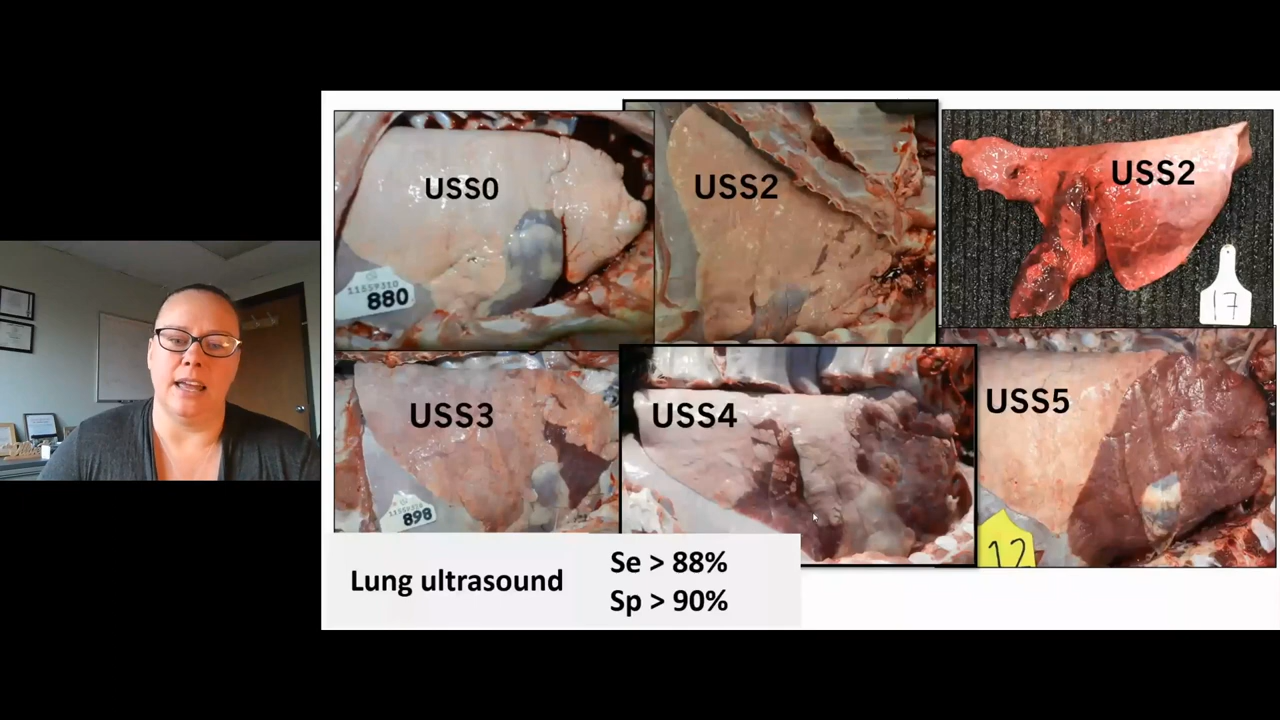 USS0
USS2
USS2
880
17
USS3
USS4
USS5
898
12
Lung ultrasound
Se > 88%
Sp > 90%